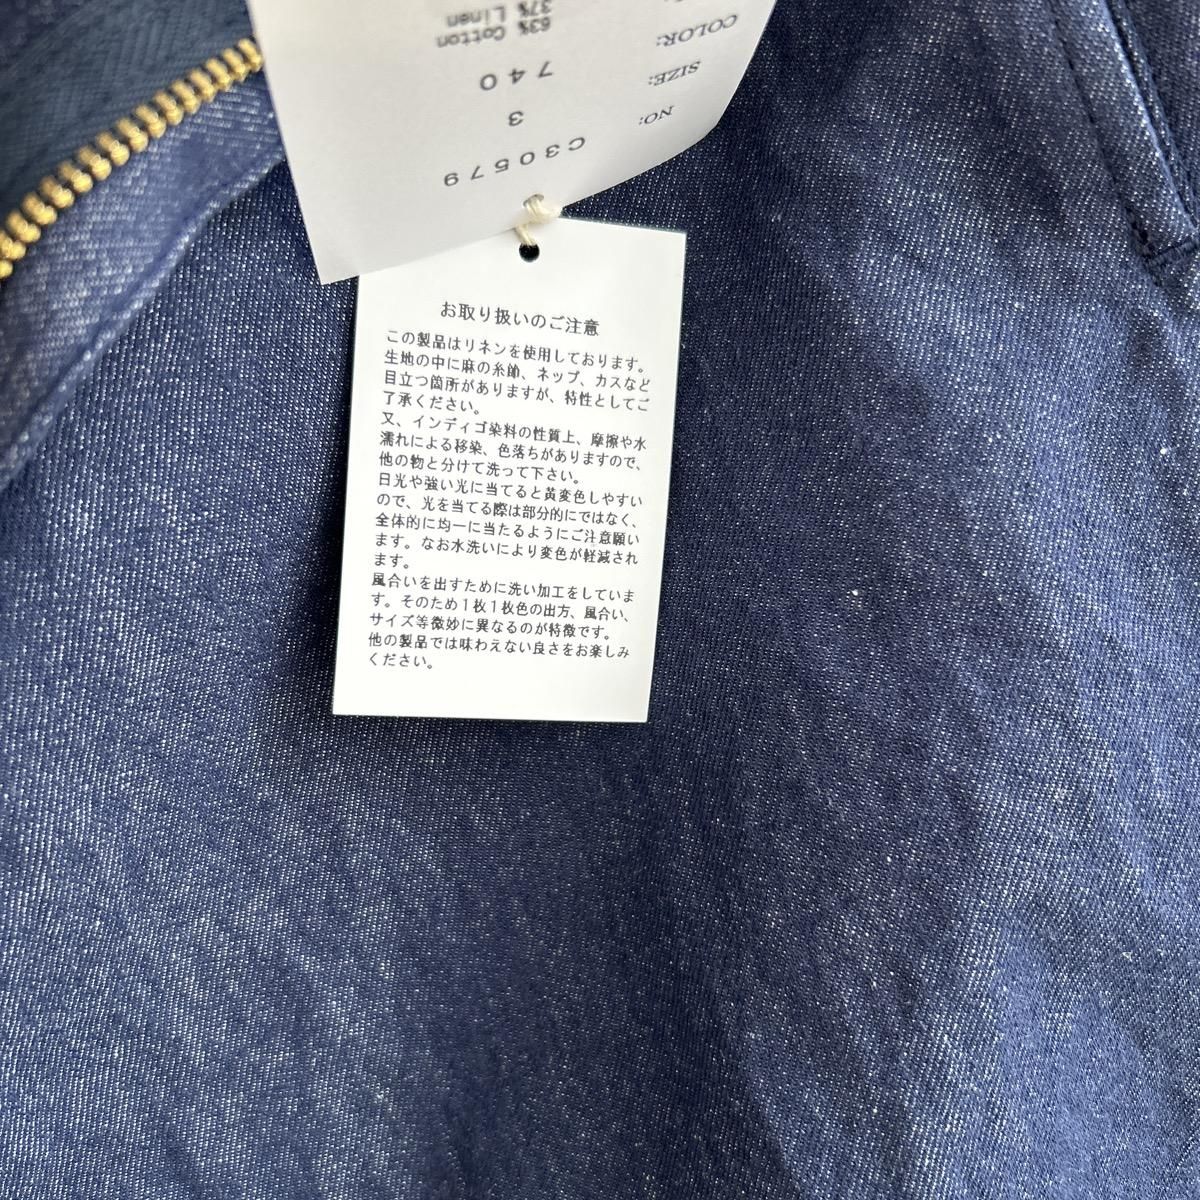 63% Cotton
37% Linen
COLOR: 740
SIZE: 3
NO: C30579
お取り扱いのご注意
この製品はリネンを使用しております。
生地の中に麻の糸節、ネップ、カスなど
目立つ箇所がありますが、特性としてご
了承ください。
又、インディゴ染料の性質上、摩擦や水
濡れによる移染、色落ちがありますので、
他の物と分けて洗って下さい。
日光や強い光に当てると黄変色しやすい
ので、光を当てる際は部分的にではなく、
全体的に均一に当たるようにご注意願い
ます。なお水洗いにより変色が軽減され
ます。
風合いを出すために洗い加工をしていま
す。そのため1枚1枚色の出方、風合い、
サイズ等微妙に異なるのが特徴です。
他の製品では味わえない良さをお楽しみ
ください。